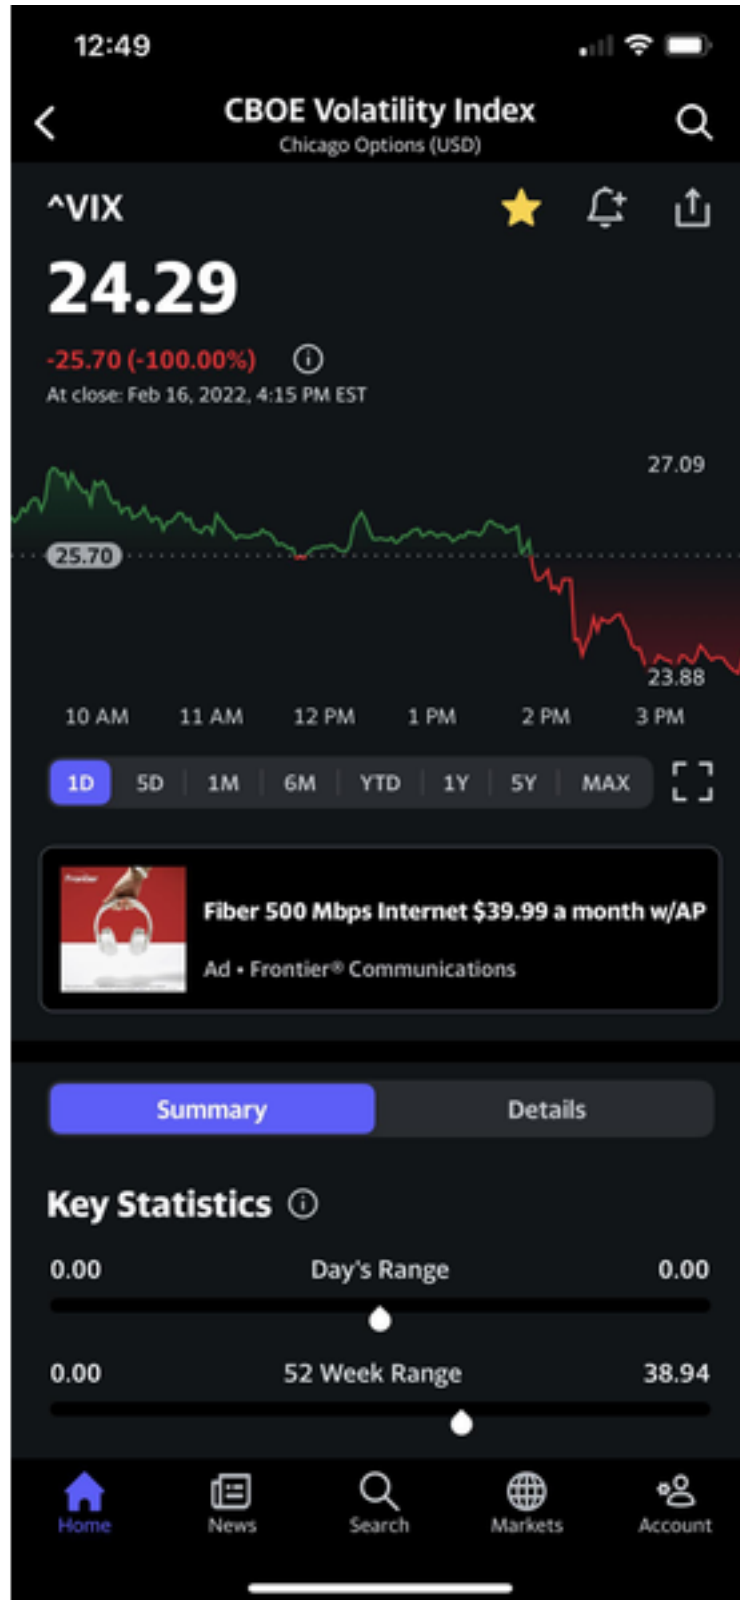 12:49
CBOE Volatility Index
Chicago Options (USD)
^VIX
24.29
-25.70 (-100.00%)
At close: Feb 16, 2022, 4:15 PM EST
27.09
25.70
23.88
10 AM 11 AM 12 PM 1 PM 2 PM 3 PM
1D 5D 1M 6M YTD 1Y 5Y MAX
Frontier
Fiber 500 Mbps Internet $39.99 a month w/AP
Ad • Frontier® Communications
Summary Details
Key Statistics
0.00 Day's Range 0.00
0.00 52 Week Range 38.94
Home News Search Markets Account